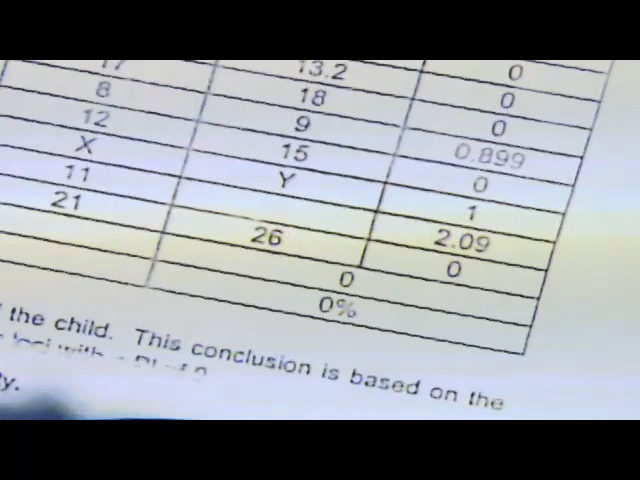 17 13.2 0
8 18 0
12 9 0
X 15 0.899
11 Y 0
21 1
26 2.09
0 0
0%
the child. This conclusion is based on the